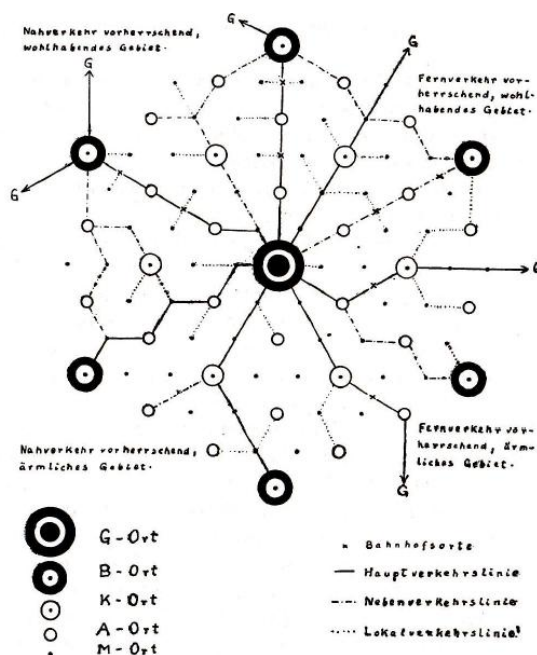 Nahverkehr vorherrschend,
wohlhabendes Gebiet.
G
G
G
G
Fernverkehr vor-
herrschend, wohl-
habendes Gebiet.
G
Nahverkehr vorherrschend,
ärmliches Gebiet.
Fernverkehr vor-
herrschend, ärm-
liches Gebiet.
G
G-Ort
B-Ort
K-Ort
A-Ort
M-Ort
Bahnhofsorte
Hauptverkehrslinie
Nebenverkehrslinie
Lokalverkehrslinie